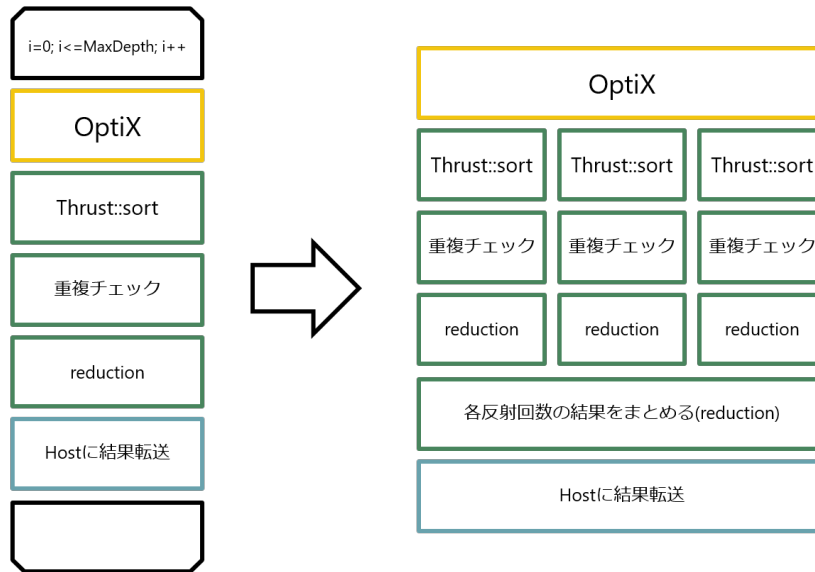 i=0; i<=MaxDepth; i++
OptiX
Thrust::sort
重複チェック
reduction
Hostに結果転送
OptiX
Thrust::sort Thrust::sort Thrust::sort
重複チェック 重複チェック 重複チェック
reduction reduction reduction
各反射回数の結果をまとめる(reduction)
Hostに結果転送